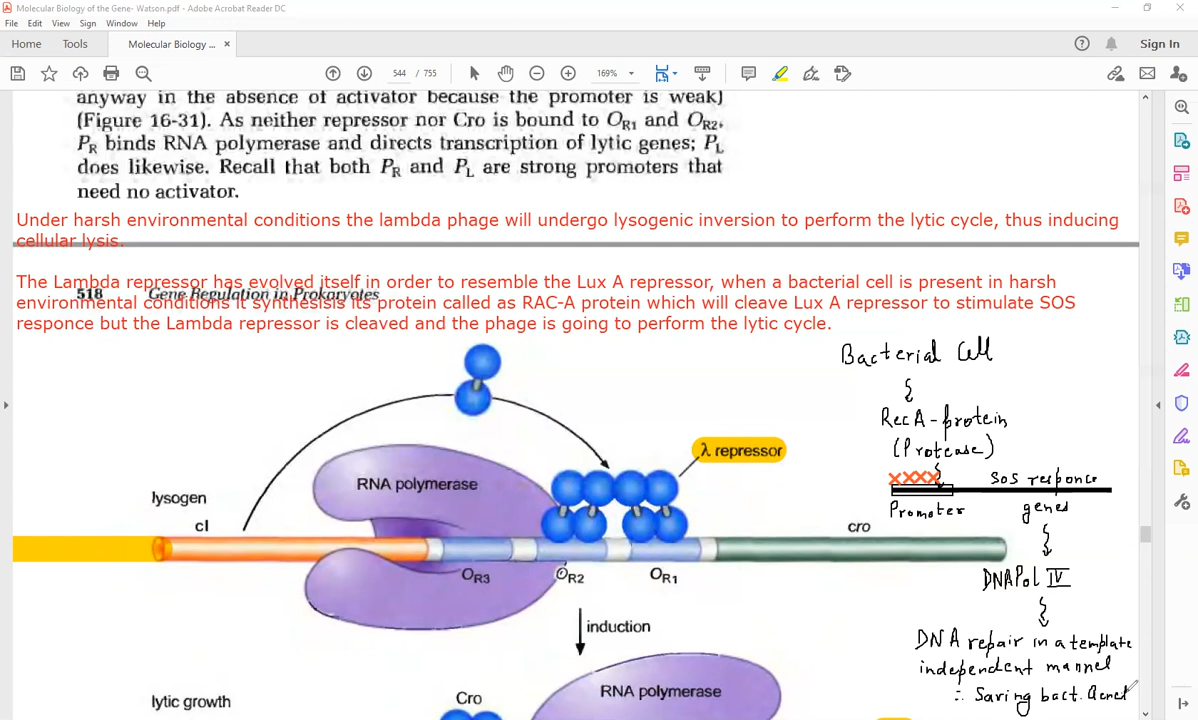 Molecular Biology of the Gene- Watson.pdf - Adobe Acrobat Reader DC
File Edit View Sign Window Help
Home Tools Molecular Biology ... × Sign In
544 / 755 169%
anyway in the absence of activator because the promoter is weak)
(Figure 16-31). As neither repressor nor Cro is bound to OR1 and OR2,
PR binds RNA polymerase and directs transcription of lytic genes; PL
does likewise. Recall that both PR and PL are strong promoters that
need no activator.
Under harsh environmental conditions the lambda phage will undergo lysogenic inversion to perform the lytic cycle, thus inducing
cellular lysis.
The Lambda repressor has evolved itself in order to resemble the Lux A repressor, when a bacterial cell is present in harsh
518 Gene Regulation in Prokaryotes
environmental conditions it synthesisis its protein called as RAC-A protein which will cleave Lux A repressor to stimulate SOS
responce but the Lambda repressor is cleaved and the phage is going to perform the lytic cycle.
Bacterial Cell
RecA-protein
(Protease)
λ repressor
RNA polymerase
SOS responce
lysogen
Promoter
genes
cI
cro
OR3 OR2 OR1
DNA Pol IV
induction
DNA repair in a template
independent manner
RNA polymerase
∴ Saving bact.
lytic growth
Cro